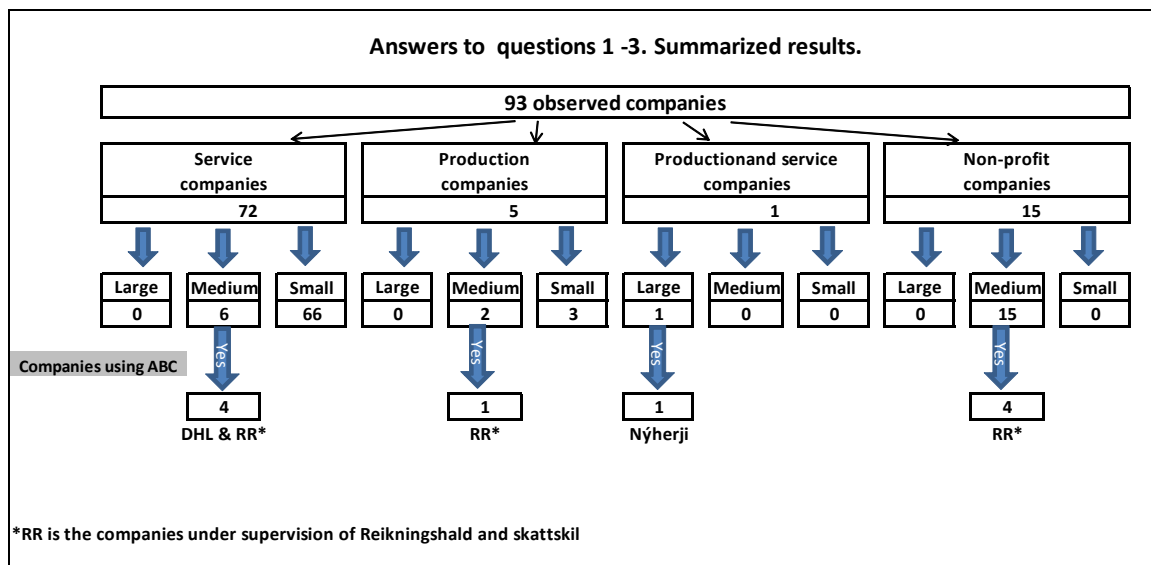 Answers to questions 1 -3. Summarized results.
93 observed companies
Service
companies
72
Production
companies
5
Productionand service
companies
1
Non-profit
companies
15
Large Medium Small Large Medium Small Large Medium Small Large Medium Small
0 6 66 0 2 3 1 0 0 0 15 0
Yes Yes Yes Yes
Companies using ABC
4 1 1 4
DHL & RR* RR* Nýherji RR*
*RR is the companies under supervision of Reikningshald and skattskil